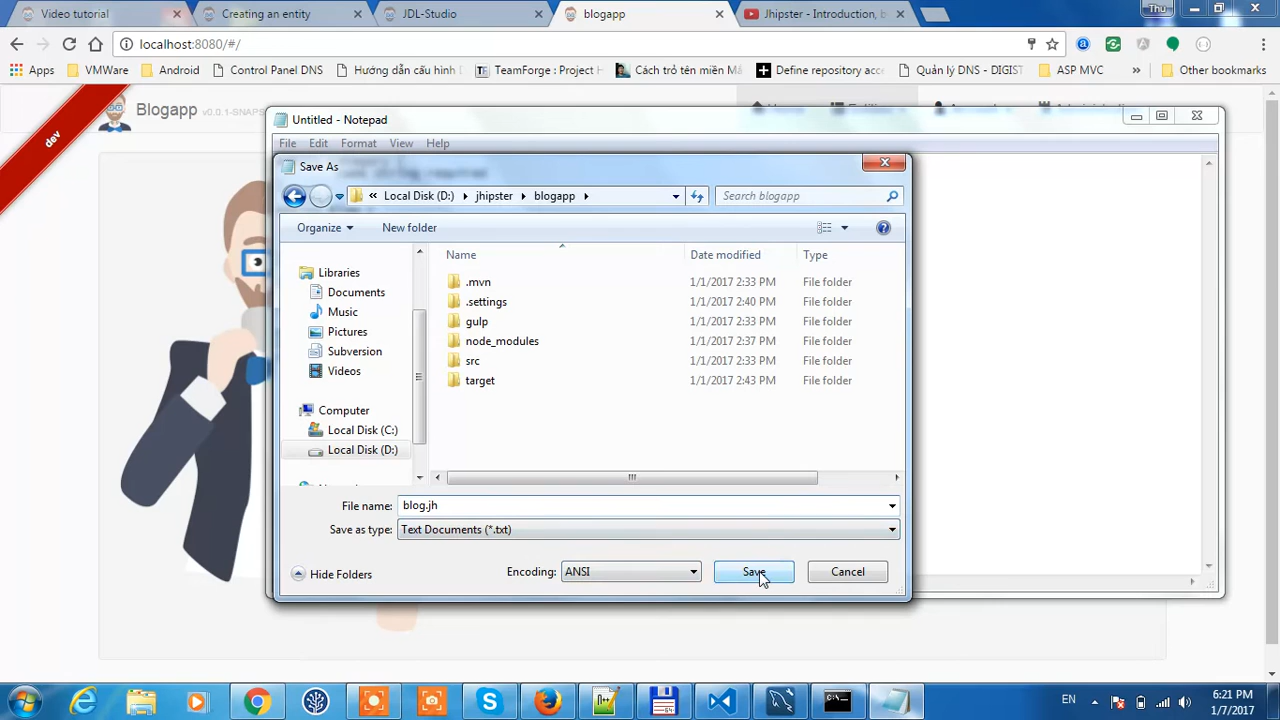 Video tutorial
Creating an entity
JDL-Studio
blogapp
Jhipster - Introduction, b
Thu
localhost:8080/#/
Apps
VMWare
Android
Control Panel DNS
Hướng dẫn cấu hình
TeamForge : Project H
Cách trỏ tên miền Má
Define repository acc
Quản lý DNS - DIGIST
ASP MVC
»
Other bookmarks
dev
Blogapp
Untitled - Notepad
File Edit Format View Help
Save As
« Local Disk (D:) jhipster blogapp
Search blogapp
Organize
New folder
Name Date modified Type
.mvn 1/1/2017 2:33 PM File folder
.settings 1/1/2017 2:40 PM File folder
gulp 1/1/2017 2:33 PM File folder
node_modules 1/1/2017 2:37 PM File folder
src 1/1/2017 2:33 PM File folder
target 1/1/2017 2:43 PM File folder
Libraries
Documents
Music
Pictures
Subversion
Videos
Computer
Local Disk (C:)
Local Disk (D:)
File name: blog.jh
Save as type: Text Documents (*.txt)
Hide Folders
Encoding: ANSI
Save
Cancel
EN
6:21 PM
1/7/2017